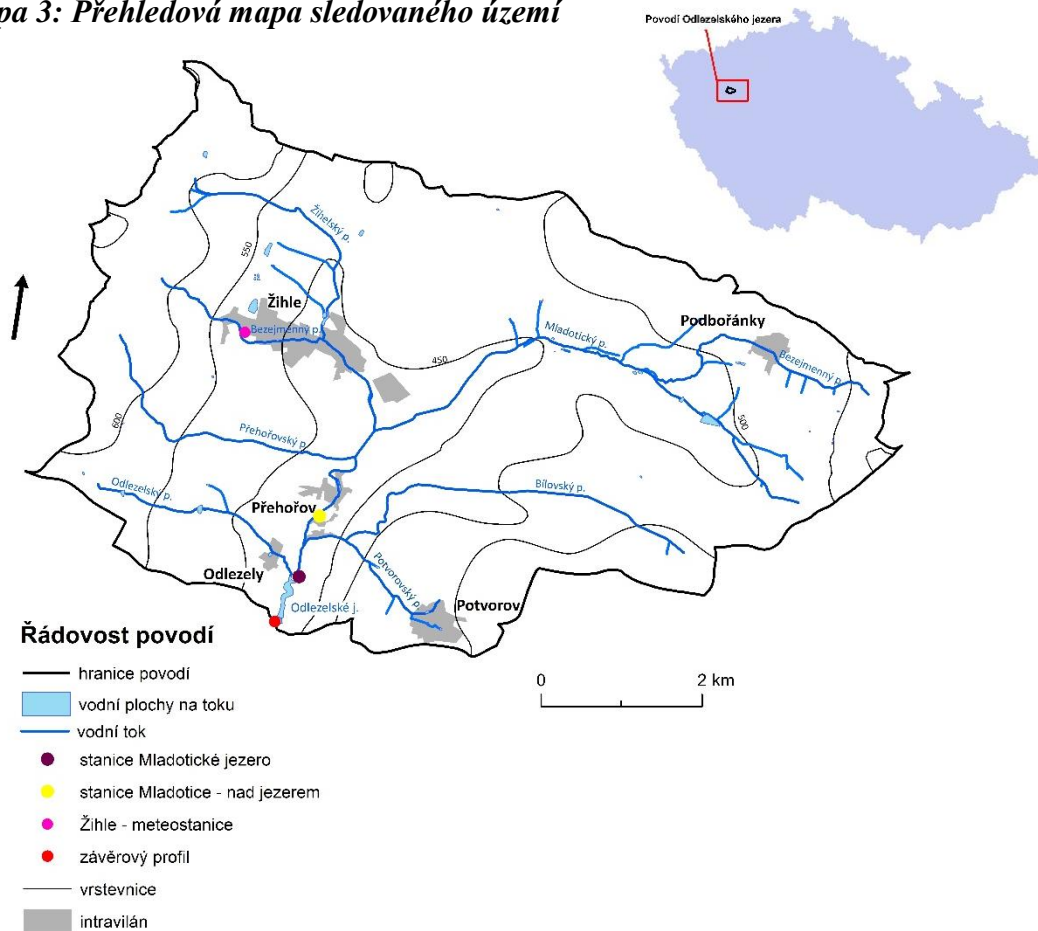 pa 3: Přehledová mapa sledovaného území
Povodí Odlezelského jezera
Žihelský p.
550
Žihle
Bezejmenný p.
Mladotický p.
Podbořánky
Bezejmenný p.
450
600
500
Přehořovský p.
Odlezelský p.
Bílovský p.
Přehořov
Potvorovský p.
Odlezely
Potvorov
Odlezelské j.
Řádovost povodí
hranice povodí
0 2 km
vodní plochy na toku
vodní tok
stanice Mladotické jezero
stanice Mladotice - nad jezerem
Žihle - meteostanice
závěrový profil
vrstevnice
intravilán